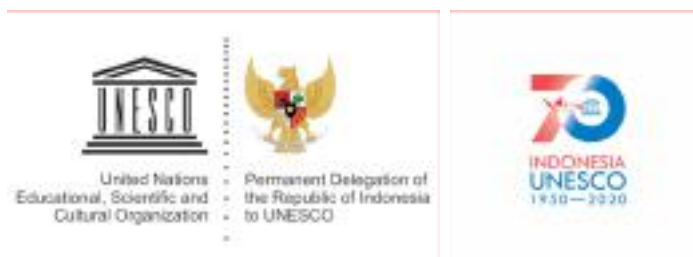 UNESCO
United Nations
Educational, Scientific and
Cultural Organization
Permanent Delegation of
the Republic of Indonesia
to UNESCO
70
INDONESIA
UNESCO
1950—2020